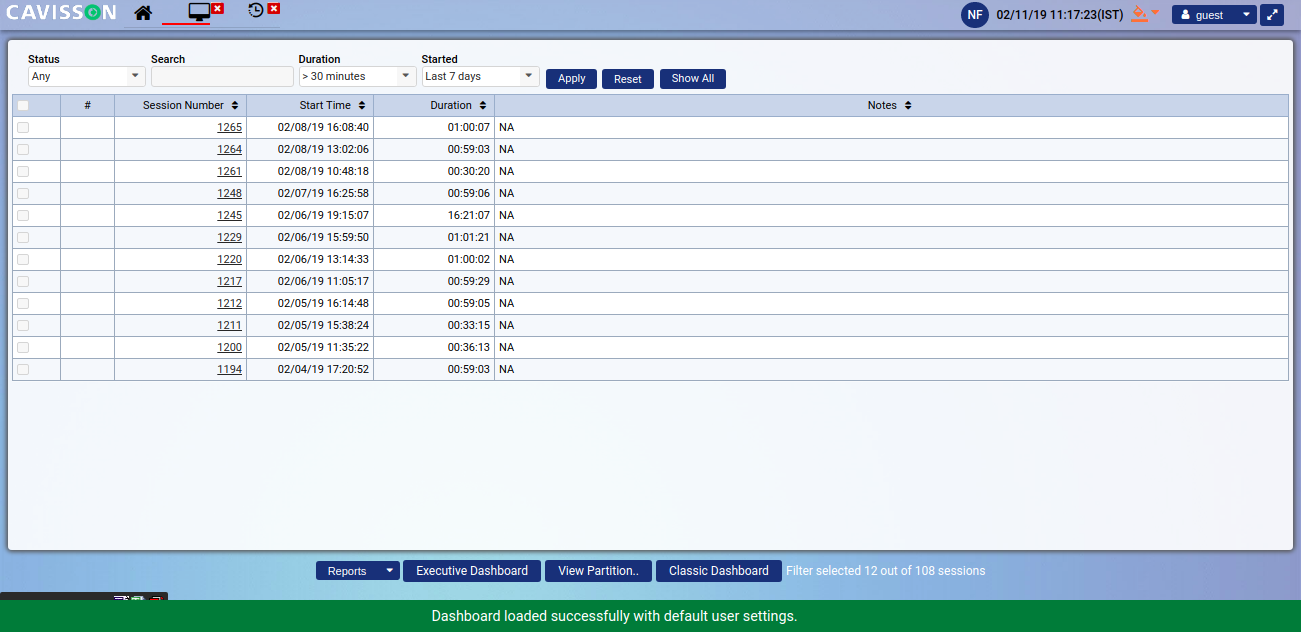 CAVISSON
NF 02/11/19 11:17:23(IST) guest
Status Search Duration Started
Any > 30 minutes Last 7 days Apply Reset Show All
# Session Number Start Time Duration Notes
1265 02/08/19 16:08:40 01:00:07 NA
1264 02/08/19 13:02:06 00:59:03 NA
1261 02/08/19 10:48:18 00:30:20 NA
1248 02/07/19 16:25:58 00:59:06 NA
1245 02/06/19 19:15:07 16:21:07 NA
1229 02/06/19 15:59:50 01:01:21 NA
1220 02/06/19 13:14:33 01:00:02 NA
1217 02/06/19 11:05:17 00:59:29 NA
1212 02/05/19 16:14:48 00:59:05 NA
1211 02/05/19 15:38:24 00:33:15 NA
1200 02/05/19 11:35:22 00:36:13 NA
1194 02/04/19 17:20:52 00:59:03 NA
Reports Executive Dashboard View Partition.. Classic Dashboard Filter selected 12 out of 108 sessions
Dashboard loaded successfully with default user settings.